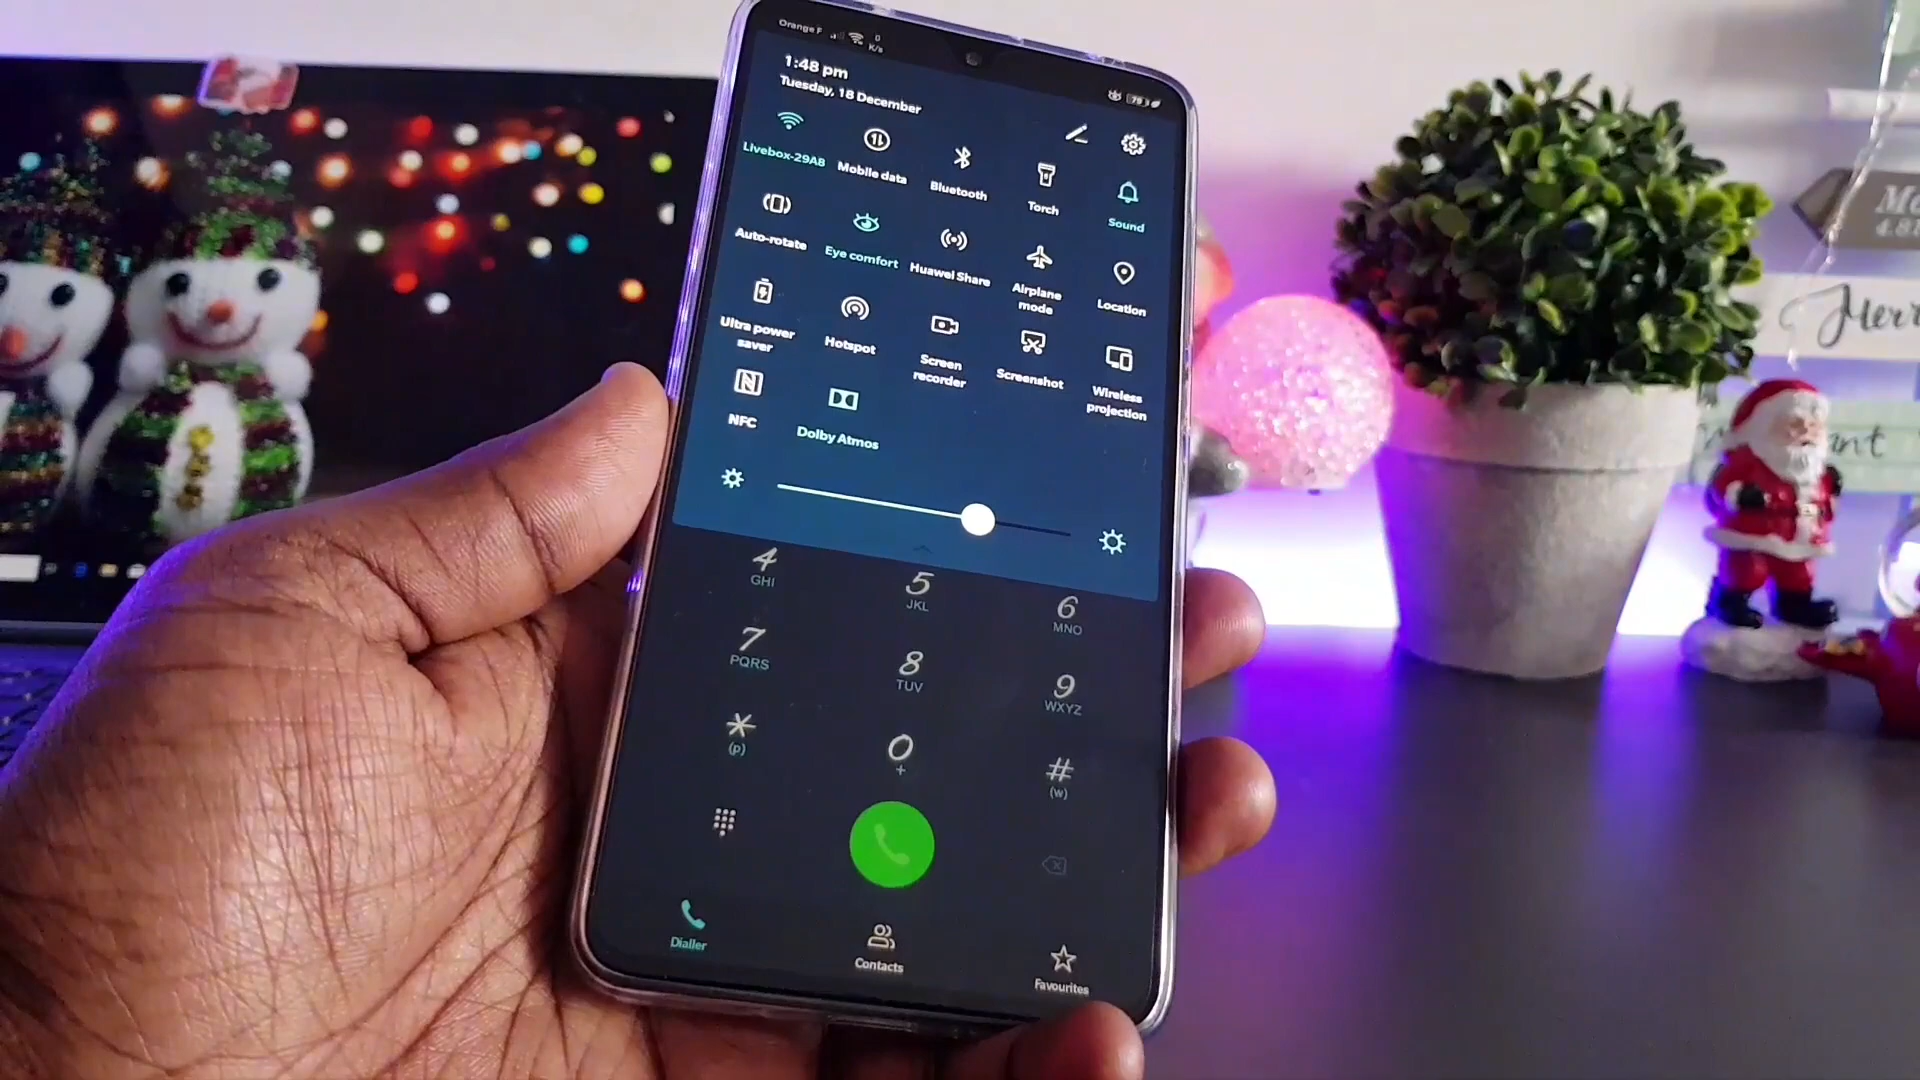 Orange F
0
K/s
79
1:48 pm
Tuesday, 18 December
Livebox-29A8
Mobile data
Bluetooth
Torch
Sound
Auto-rotate
Eye comfort
Huawei Share
Airplane
mode
Location
Ultra power
saver
Hotspot
Screen
recorder
Screenshot
Wireless
projection
NFC
Dolby Atmos
4
GHI
5
JKL
6
MNO
7
PQRS
8
TUV
9
WXYZ
*
(p)
0
+
#
(w)
Dialler
Contacts
Favourites